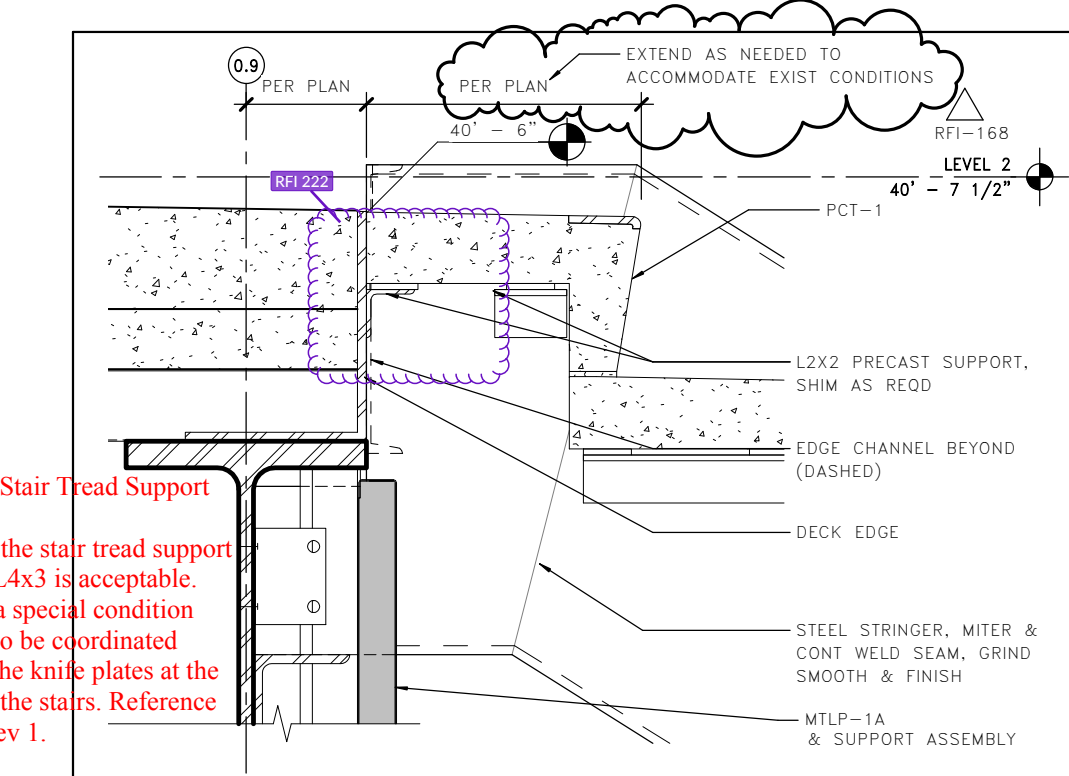 EXTEND AS NEEDED TO
ACCOMMODATE EXIST CONDITIONS
0.9
PER PLAN
PER PLAN
RFI-168
40' - 6"
LEVEL 2
40' - 7 1/2"
RFI 222
PCT-1
L2X2 PRECAST SUPPORT,
SHIM AS REQD
EDGE CHANNEL BEYOND
(DASHED)
DECK EDGE
STEEL STRINGER, MITER &
CONT WELD SEAM, GRIND
SMOOTH & FINISH
MTLP-1A
& SUPPORT ASSEMBLY
Stair Tread Support
the stair tread support
L4x3 is acceptable.
a special condition
o be coordinated
he knife plates at the
the stairs. Reference
ev 1.